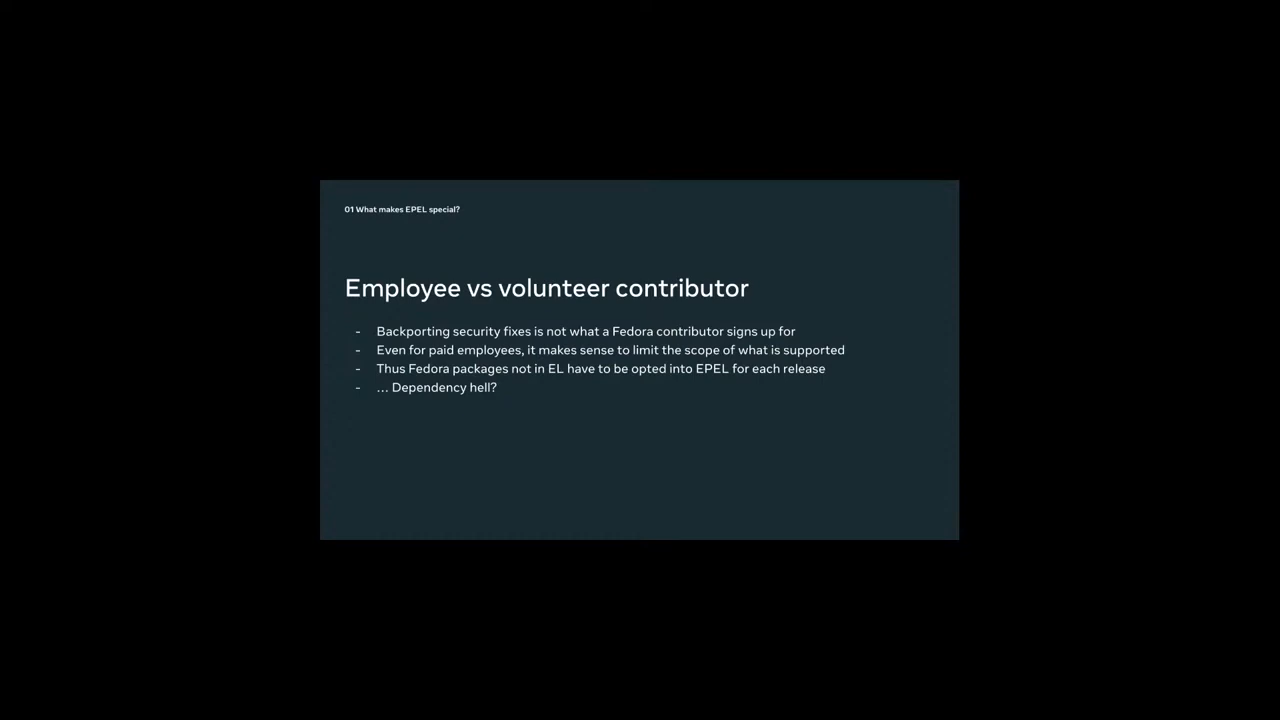 01 What makes EPEL special?
Employee vs volunteer contributor
- Backporting security fixes is not what a Fedora contributor signs up for
- Even for paid employees, it makes sense to limit the scope of what is supported
- Thus Fedora packages not in EL have to be opted into EPEL for each release
- … Dependency hell?